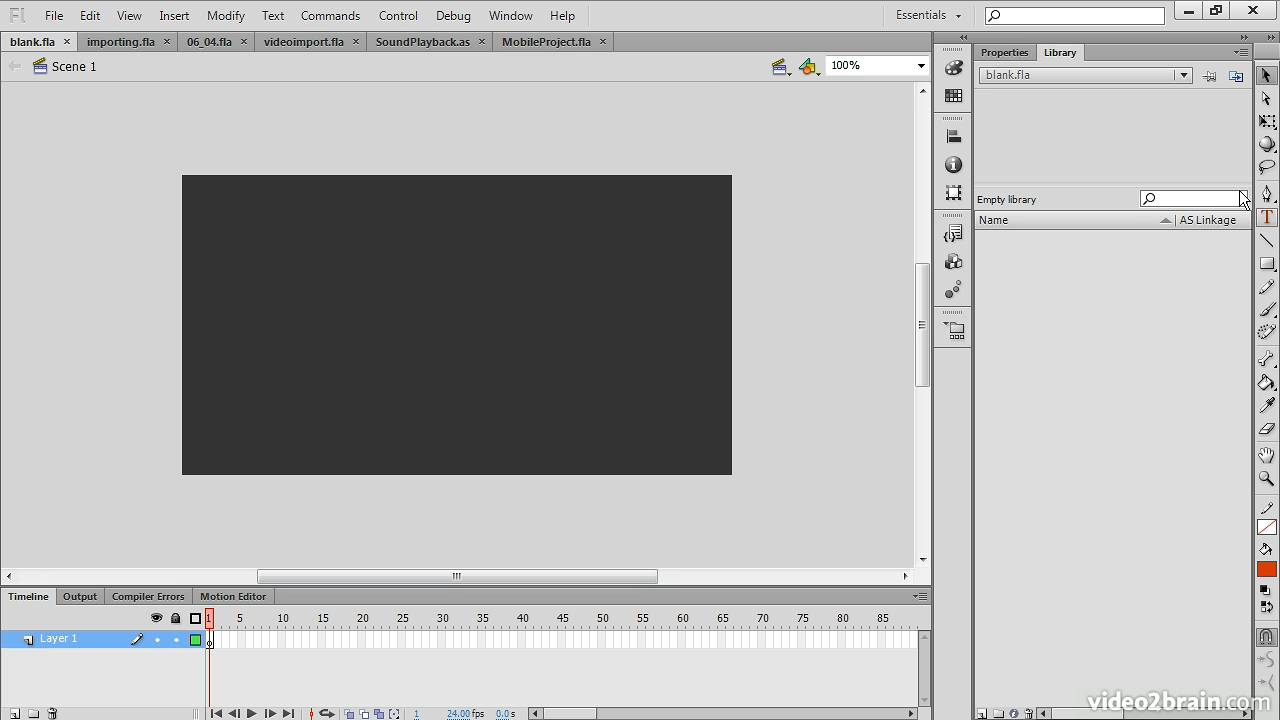 Fl File Edit View Insert Modify Text Commands Control Debug Window Help Essentials
blank.fla importing.fla 06_04.fla videoimport.fla SoundPlayback.as MobileProject.fla
Scene 1 100%
Properties Library
blank.fla
Empty library
Name AS Linkage
T
Timeline Output Compiler Errors Motion Editor
1 5 10 15 20 25 30 35 40 45 50 55 60 65 70 75 80 85
Layer 1
1 24.00 fps 0.0 s
video2brain.com